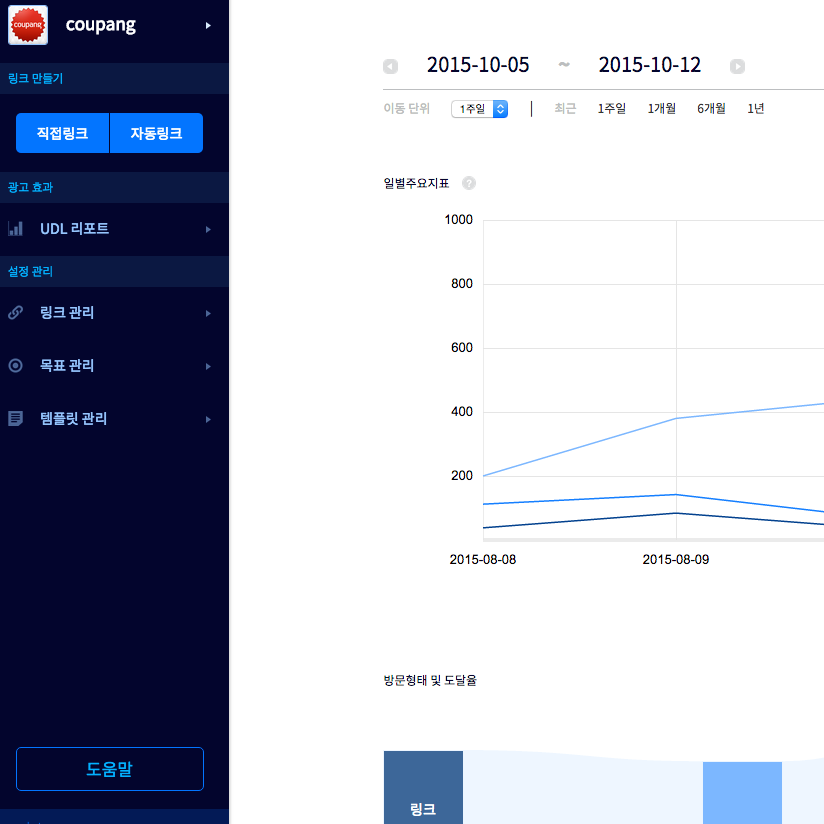 coupang
coupang
링크 만들기
직접링크
자동링크
광고 효과
UDL 리포트
설정 관리
링크 관리
목표 관리
템플릿 관리
도움말
2015-10-05 ~ 2015-10-12
이동 단위 1주일 | 최근 1주일 1개월 6개월 1년
일별주요지표 ?
1000
800
600
400
200
2015-08-08 2015-08-09
방문형태 및 도달율
링크